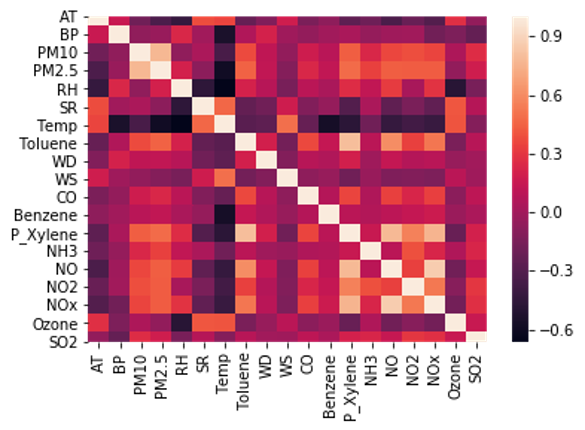 AT
BP
PM10
PM2.5
RH
SR
Temp
Toluene
WD
WS
CO
Benzene
P_Xylene
NH3
NO
NO2
NOx
Ozone
SO2
AT
BP
PM10
PM2.5
RH
SR
Temp
Toluene
WD
WS
CO
Benzene
P_Xylene
NH3
NO
NO2
NOx
Ozone
SO2
0.9
0.6
0.3
0.0
−0.3
−0.6